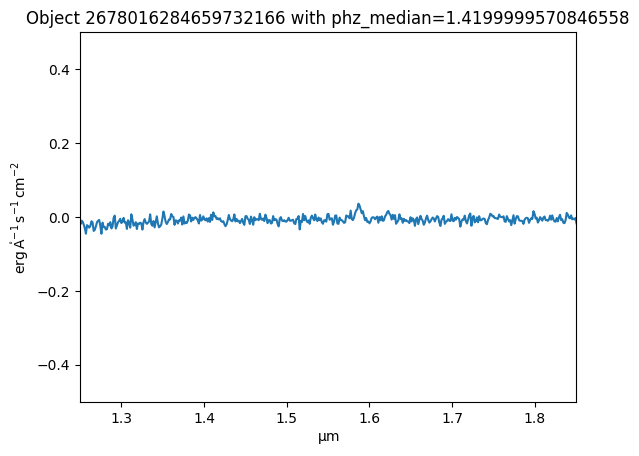 Object 2678016284659732166 with phz_median=1.4199999570846558
0.4
0.2
0.0
−0.2
−0.4
erg Å⁻¹ s⁻¹ cm⁻²
1.3 1.4 1.5 1.6 1.7 1.8
μm